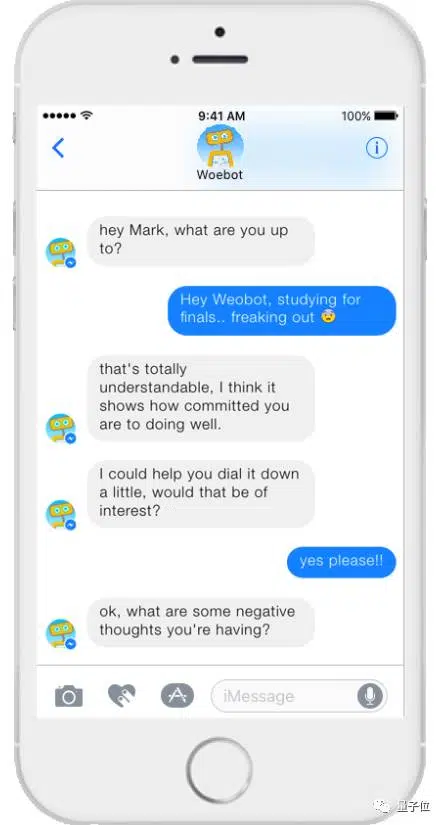 9:41 AM
100%
Woebot
hey Mark, what are you up
to?
Hey Weobot, studying for
finals.. freaking out 😨
that's totally
understandable, I think it
shows how committed you
are to doing well.
I could help you dial it down
a little, would that be of
interest?
yes please!!
ok, what are some negative
thoughts you're having?
iMessage
量子位